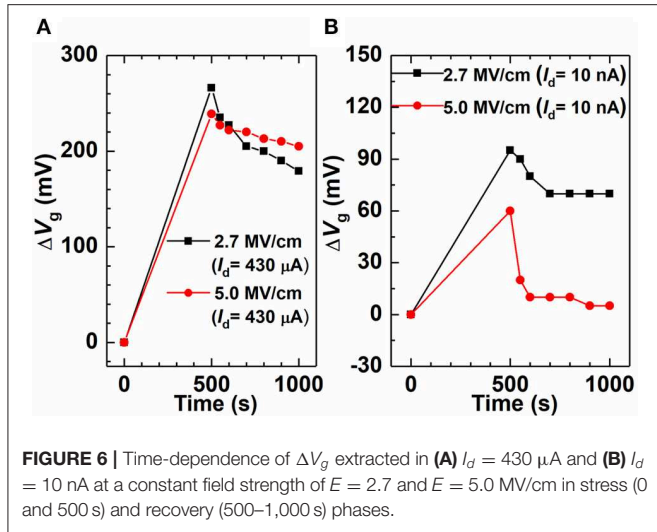 A
300
200
100
0
ΔVg (mV)
2.7 MV/cm
(Id= 430 μA)
5.0 MV/cm
(Id= 430 μA)
0 500 1000
Time (s)
B
150
120
90
60
30
0
-30
ΔVg (mV)
2.7 MV/cm (Id= 10 nA)
5.0 MV/cm (Id= 10 nA)
0 500 1000
Time (s)
FIGURE 6 | Time-dependence of ΔVg extracted in (A) Id = 430 μA and (B) Id
= 10 nA at a constant field strength of E = 2.7 and E = 5.0 MV/cm in stress (0
and 500 s) and recovery (500–1,000 s) phases.